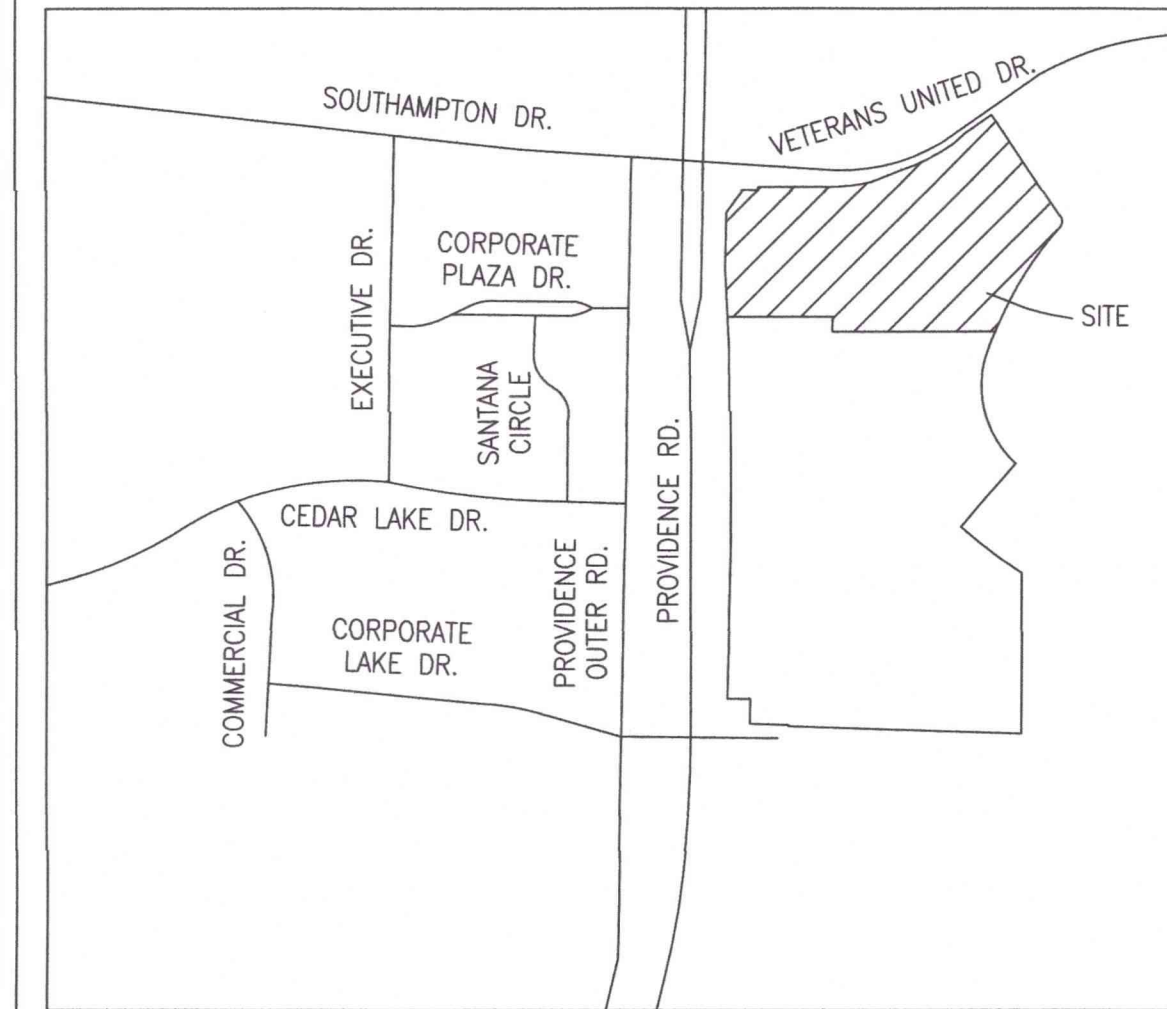 SOUTHAMPTON DR.
VETERANS UNITED DR.
EXECUTIVE DR.
CORPORATE
PLAZA DR.
SITE
SANTANA
CIRCLE
PROVIDENCE RD.
CEDAR LAKE DR.
COMMERCIAL DR.
CORPORATE
LAKE DR.
PROVIDENCE
OUTER RD.